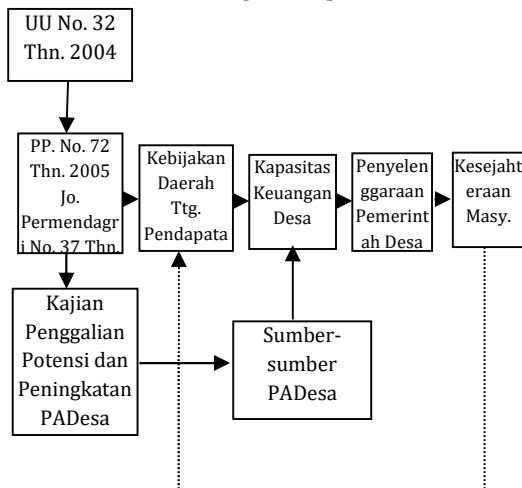 UU No. 32
Thn. 2004
PP. No. 72
Thn. 2005
Jo.
Permendagr
i No. 37 Thn.
Kebijakan
Daerah
Ttg.
Pendapata
Kapasitas
Keuangan
Desa
Penyelen
ggaraan
Pemerint
ah Desa
Kesejaht
eraan
Masy.
Kajian
Penggalian
Potensi dan
Peningkatan
PADesa
Sumber-
sumber
PADesa